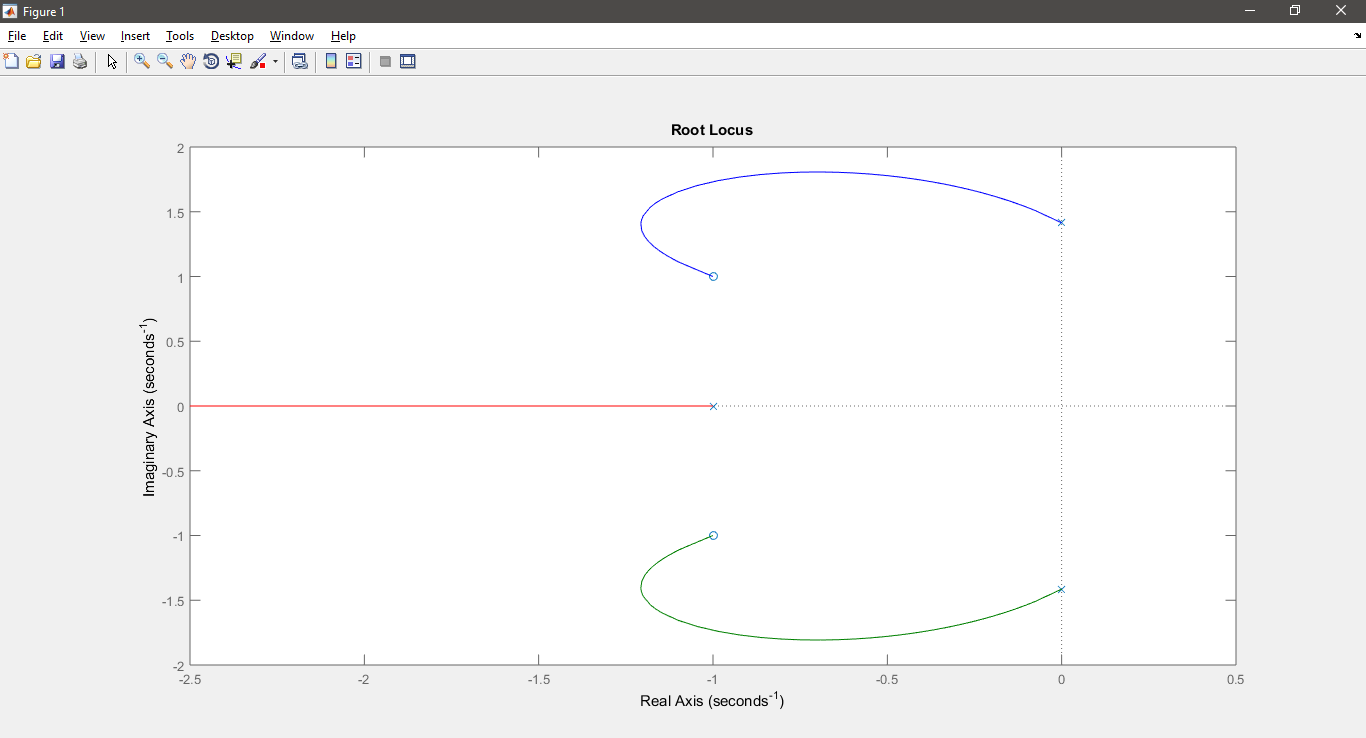 Figure 1
File Edit View Insert Tools Desktop Window Help
Root Locus
2
1.5
1
0.5
0
-0.5
-1
-1.5
-2
Imaginary Axis (seconds⁻¹)
-2.5 -2 -1.5 -1 -0.5 0 0.5
Real Axis (seconds⁻¹)